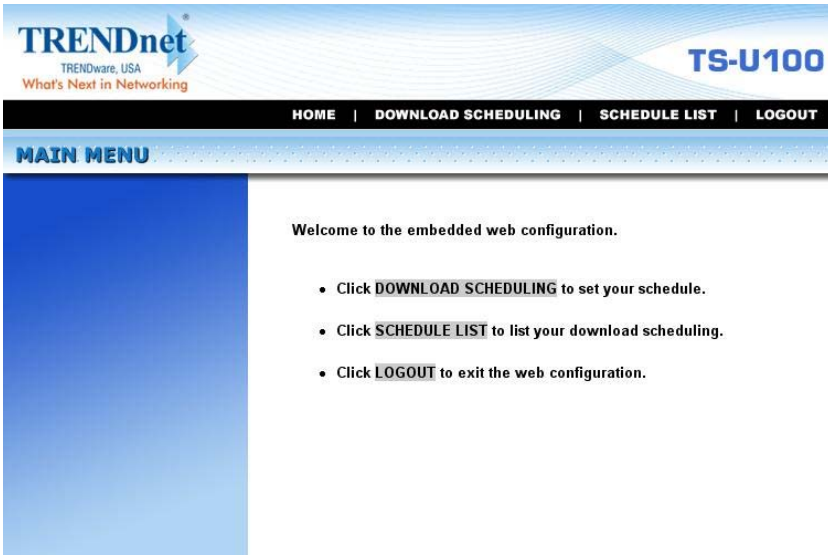 TRENDnet®
TRENDware, USA
What's Next in Networking
TS-U100
HOME | DOWNLOAD SCHEDULING | SCHEDULE LIST | LOGOUT
MAIN MENU
Welcome to the embedded web configuration.
• Click DOWNLOAD SCHEDULING to set your schedule.
• Click SCHEDULE LIST to list your download scheduling.
• Click LOGOUT to exit the web configuration.